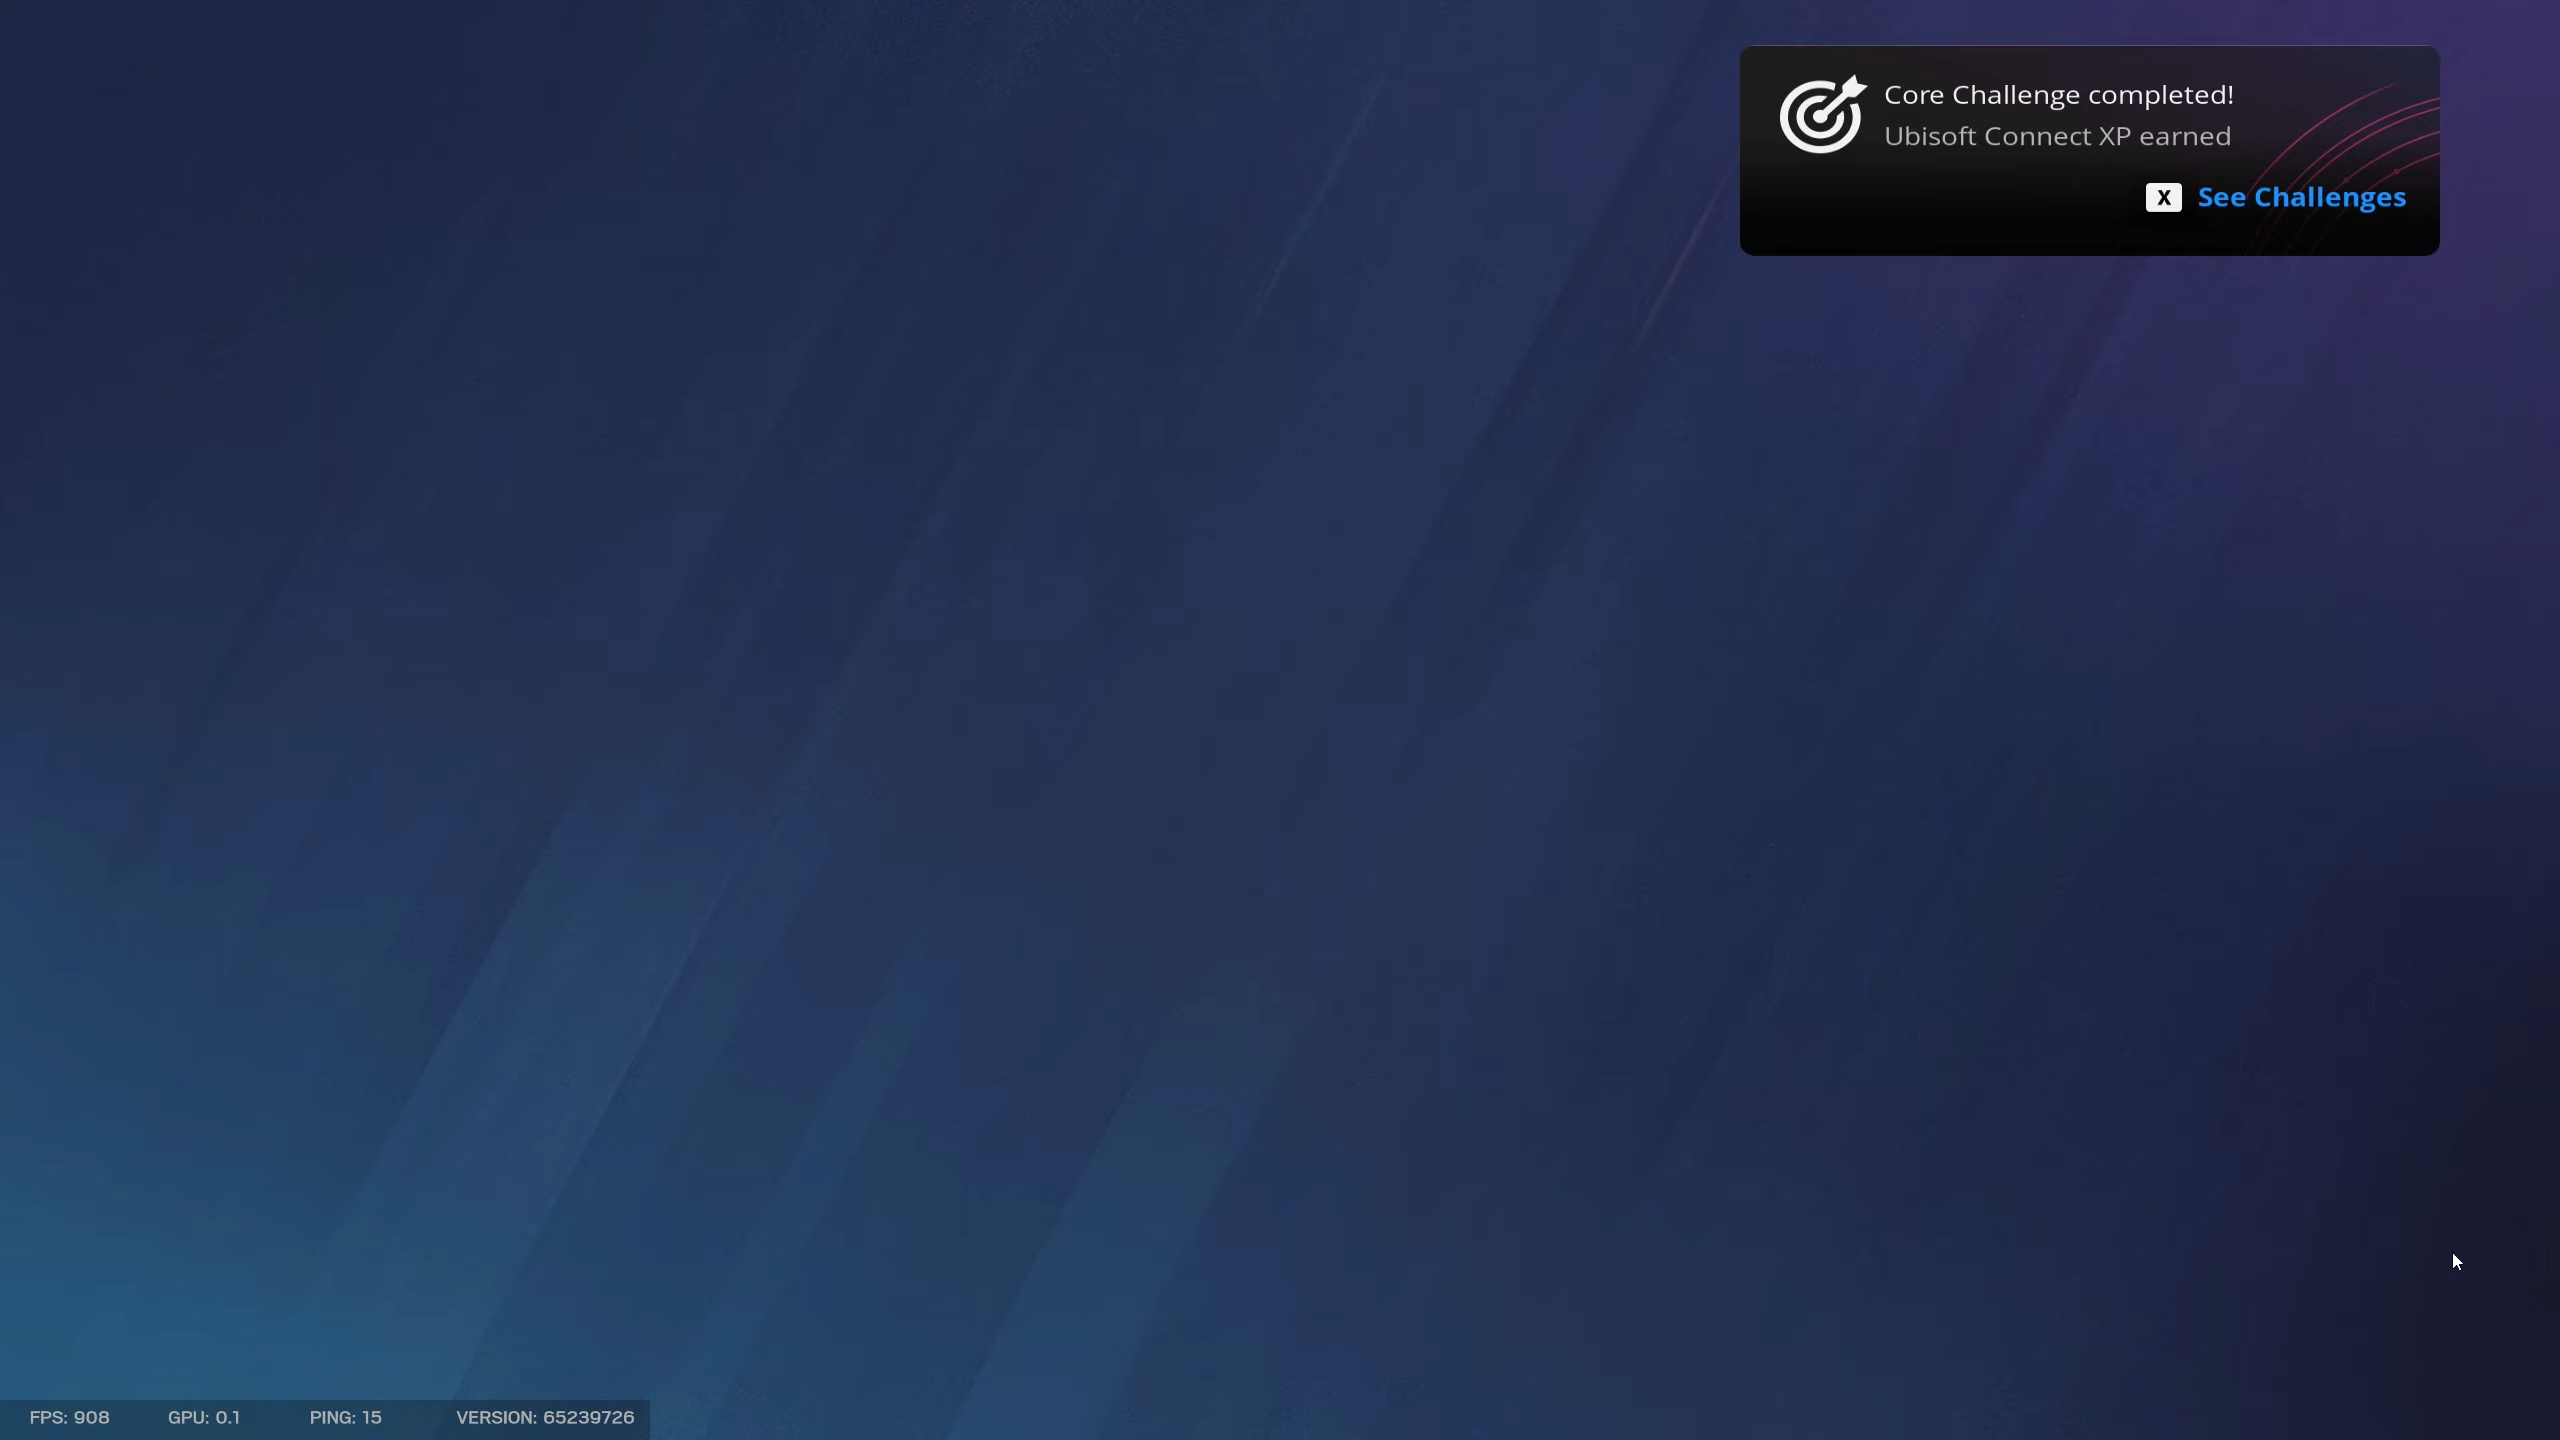 Core Challenge completed!
Ubisoft Connect XP earned
X See Challenges
FPS: 908 GPU: 0.1 PING: 15 VERSION: 65239726